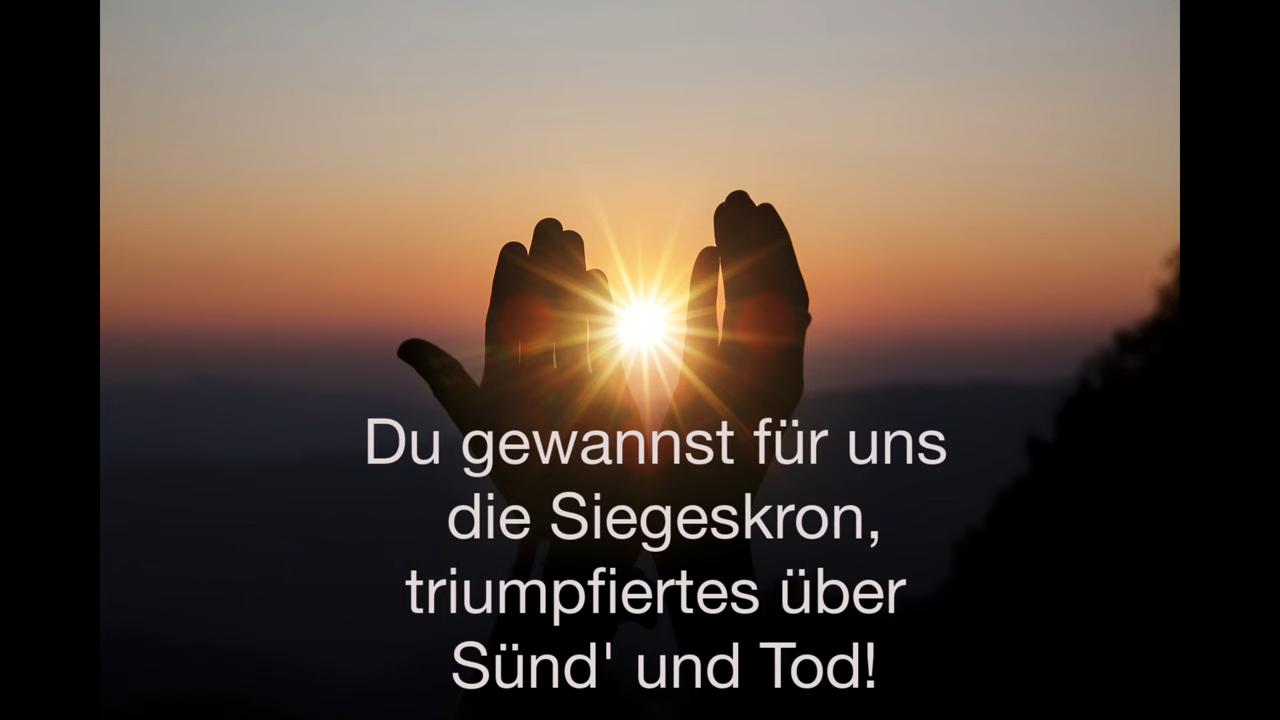 Du gewannst für uns
die Siegeskron,
triumpfiertes über
Sünd' und Tod!